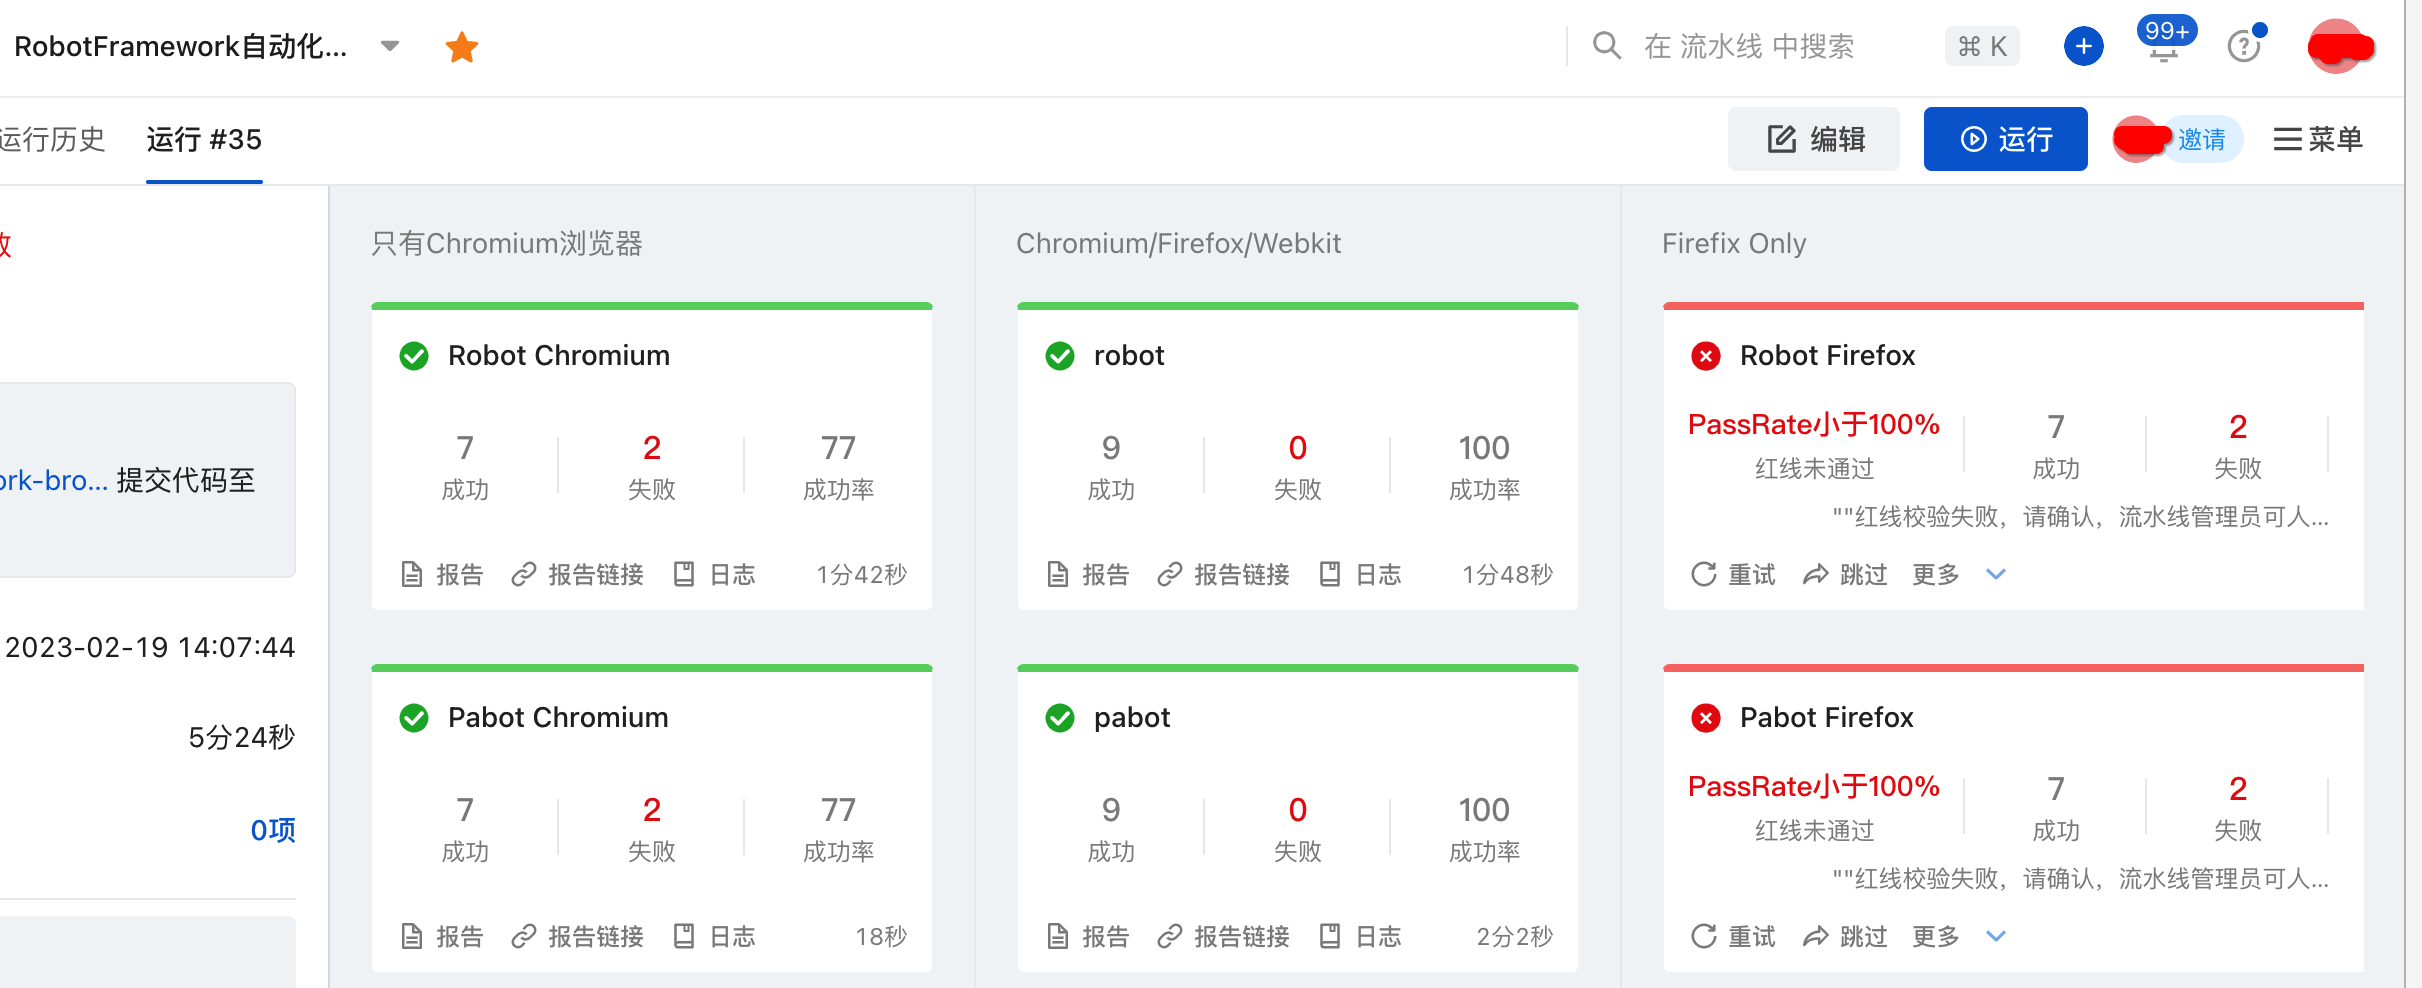 RobotFramework自动化...
在 流水线 中搜索
⌘ K
99+
运行历史
运行 #35
编辑
运行
邀请
菜单
败
ork-bro... 提交代码至
2023-02-19 14:07:44
5分24秒
0项
只有Chromium浏览器
Robot Chromium
7
2
77
成功
失败
成功率
报告
报告链接
日志
1分42秒
Pabot Chromium
7
2
77
成功
失败
成功率
报告
报告链接
日志
18秒
Chromium/Firefox/Webkit
robot
9
0
100
成功
失败
成功率
报告
报告链接
日志
1分48秒
pabot
9
0
100
成功
失败
成功率
报告
报告链接
日志
2分2秒
Firefix Only
Robot Firefox
PassRate小于100%
7
2
红线未通过
成功
失败
""红线校验失败，请确认，流水线管理员可人...
重试
跳过
更多
Pabot Firefox
PassRate小于100%
7
2
红线未通过
成功
失败
""红线校验失败，请确认，流水线管理员可人...
重试
跳过
更多